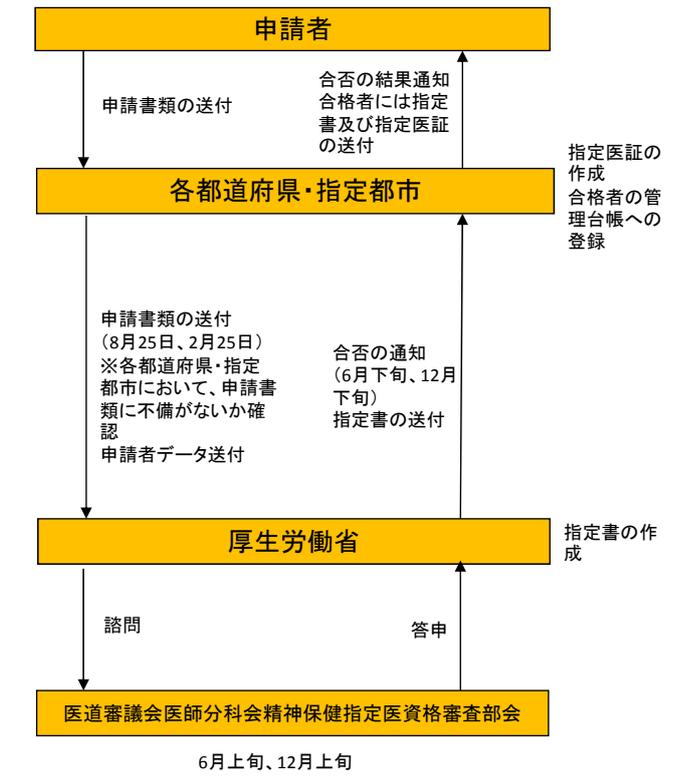 申請者
申請書類の送付
合否の結果通知
合格者には指定
書及び指定医証
の送付
各都道府県・指定都市
指定医証の
作成
合格者の管
理台帳への
登録
申請書類の送付
（8月25日、2月25日）
※各都道府県・指定
都市において、申請書
類に不備がないか確
認
申請者データ送付
合否の通知
（6月下旬、12月
下旬）
指定書の送付
厚生労働省
指定書の作
成
諮問
答申
医道審議会医師分科会精神保健指定医資格審査部会
6月上旬、12月上旬